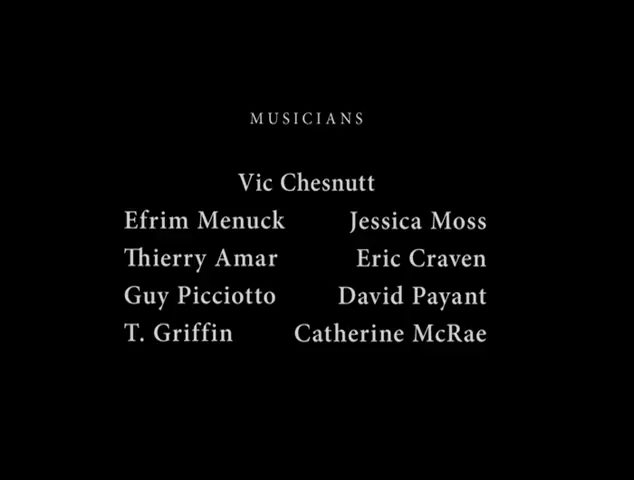 MUSICIANS
Vic Chesnutt
Efrim Menuck Jessica Moss
Thierry Amar Eric Craven
Guy Picciotto David Payant
T. Griffin Catherine McRae